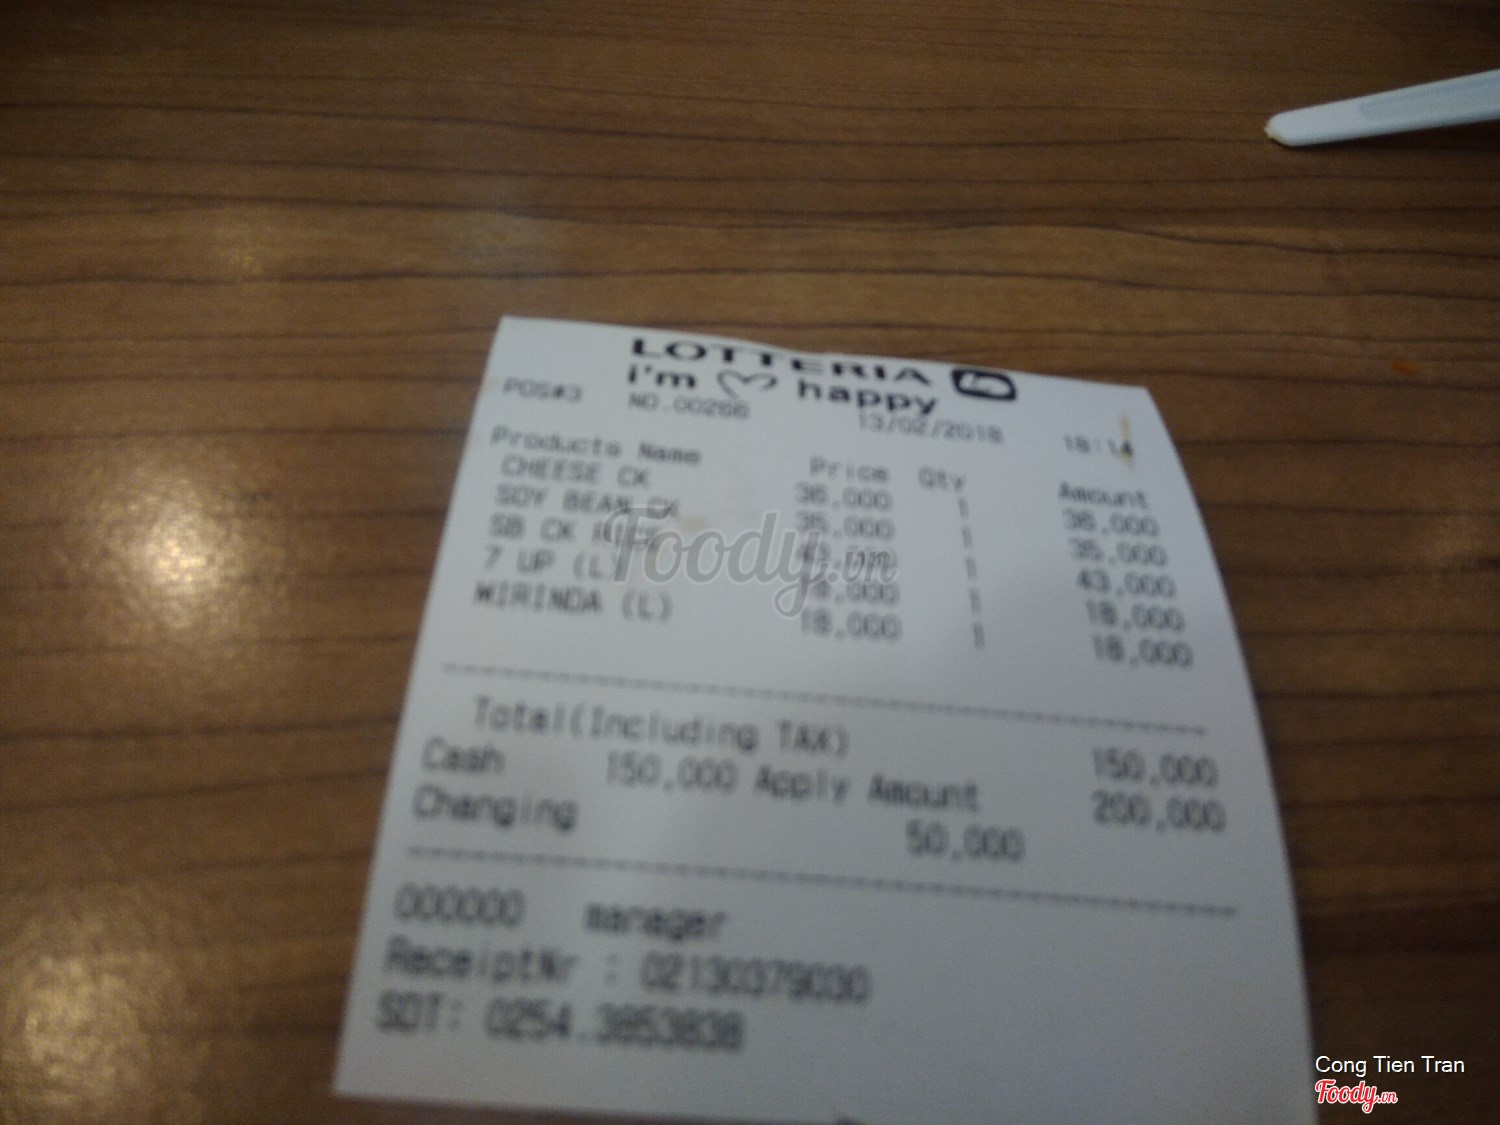 LOTTERIA
i'm happy
POS#3 NO.00266 13/02/2018 18:14
Products Name Price Qty Amount
CHEESE CK 36,000 1 36,000
SOY BEAN CK 35,000 1 35,000
SB CK RICE 43,000 1 43,000
7 UP (L) 18,000 1 18,000
MIRINDA (L) 18,000 1 18,000
Total(Including TAX) 150,000
Cash 150,000 Apply Amount 200,000
Changing 50,000
000000 manager
ReceiptNr : 02130379030
SDT: 0254.3853838
Foody.vn
Cong Tien Tran
Foody.vn